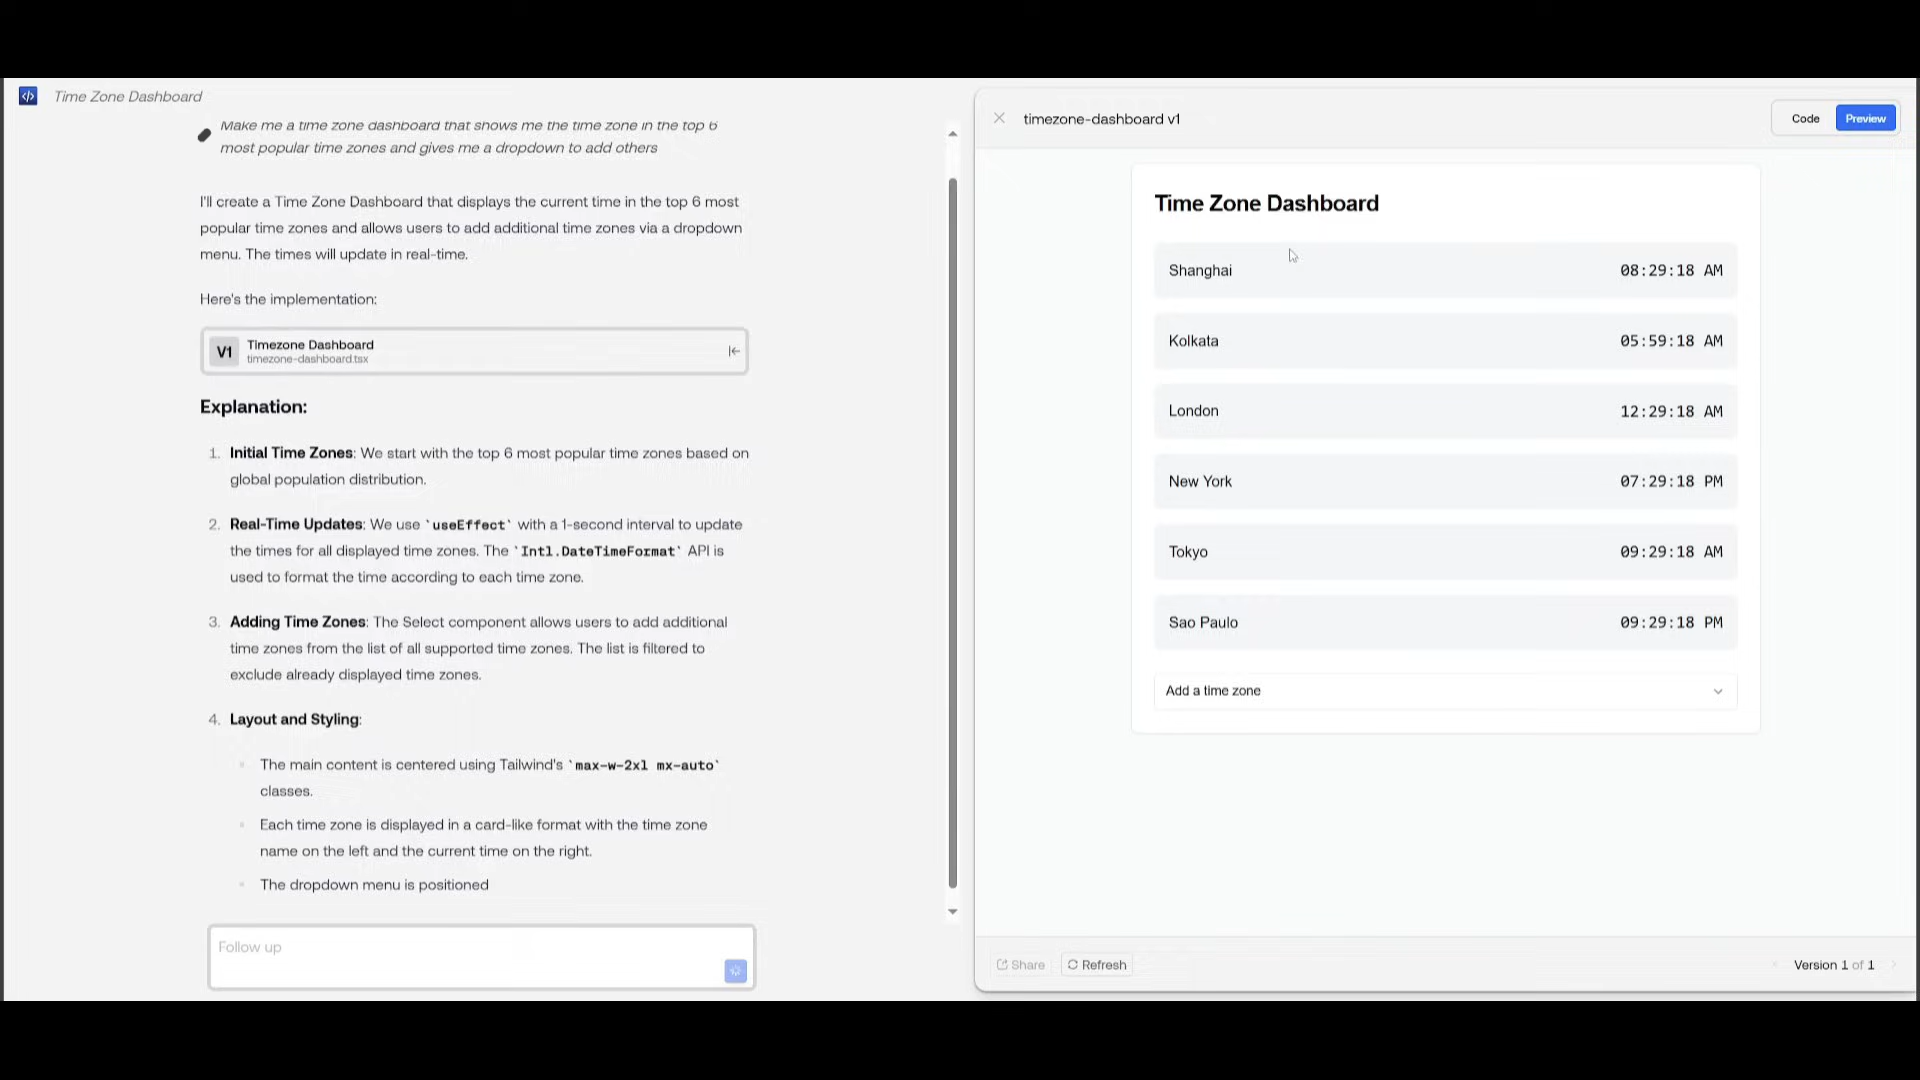 Time Zone Dashboard
Make me a time zone dashboard that shows me the time zone in the top 6
most popular time zones and gives me a dropdown to add others
I'll create a Time Zone Dashboard that displays the current time in the top 6 most
popular time zones and allows users to add additional time zones via a dropdown
menu. The times will update in real-time.
Here's the implementation:
V1
Timezone Dashboard
timezone-dashboard.tsx
Explanation:
1. Initial Time Zones: We start with the top 6 most popular time zones based on
global population distribution.
2. Real-Time Updates: We use `useEffect` with a 1-second interval to update
the times for all displayed time zones. The `Intl.DateTimeFormat` API is
used to format the time according to each time zone.
3. Adding Time Zones: The Select component allows users to add additional
time zones from the list of all supported time zones. The list is filtered to
exclude already displayed time zones.
4. Layout and Styling:
The main content is centered using Tailwind's `max-w-2xl mx-auto`
classes.
Each time zone is displayed in a card-like format with the time zone
name on the left and the current time on the right.
The dropdown menu is positioned
Follow up
timezone-dashboard v1
Code
Preview
Time Zone Dashboard
Shanghai 08:29:18 AM
Kolkata 05:59:18 AM
London 12:29:18 AM
New York 07:29:18 PM
Tokyo 09:29:18 AM
Sao Paulo 09:29:18 PM
Add a time zone
Share
Refresh
Version 1 of 1